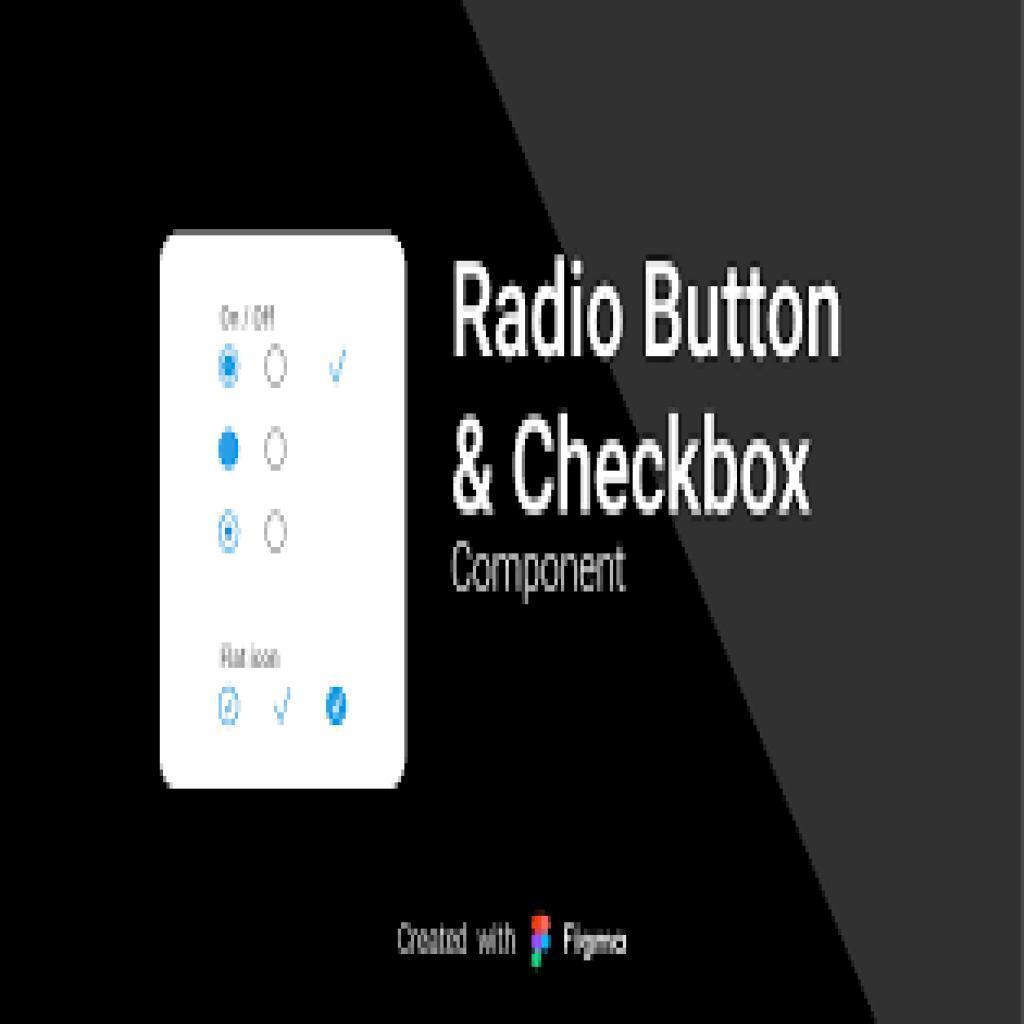 On / Off
Flat icon
Radio Button
& Checkbox
Component
Created with Figma